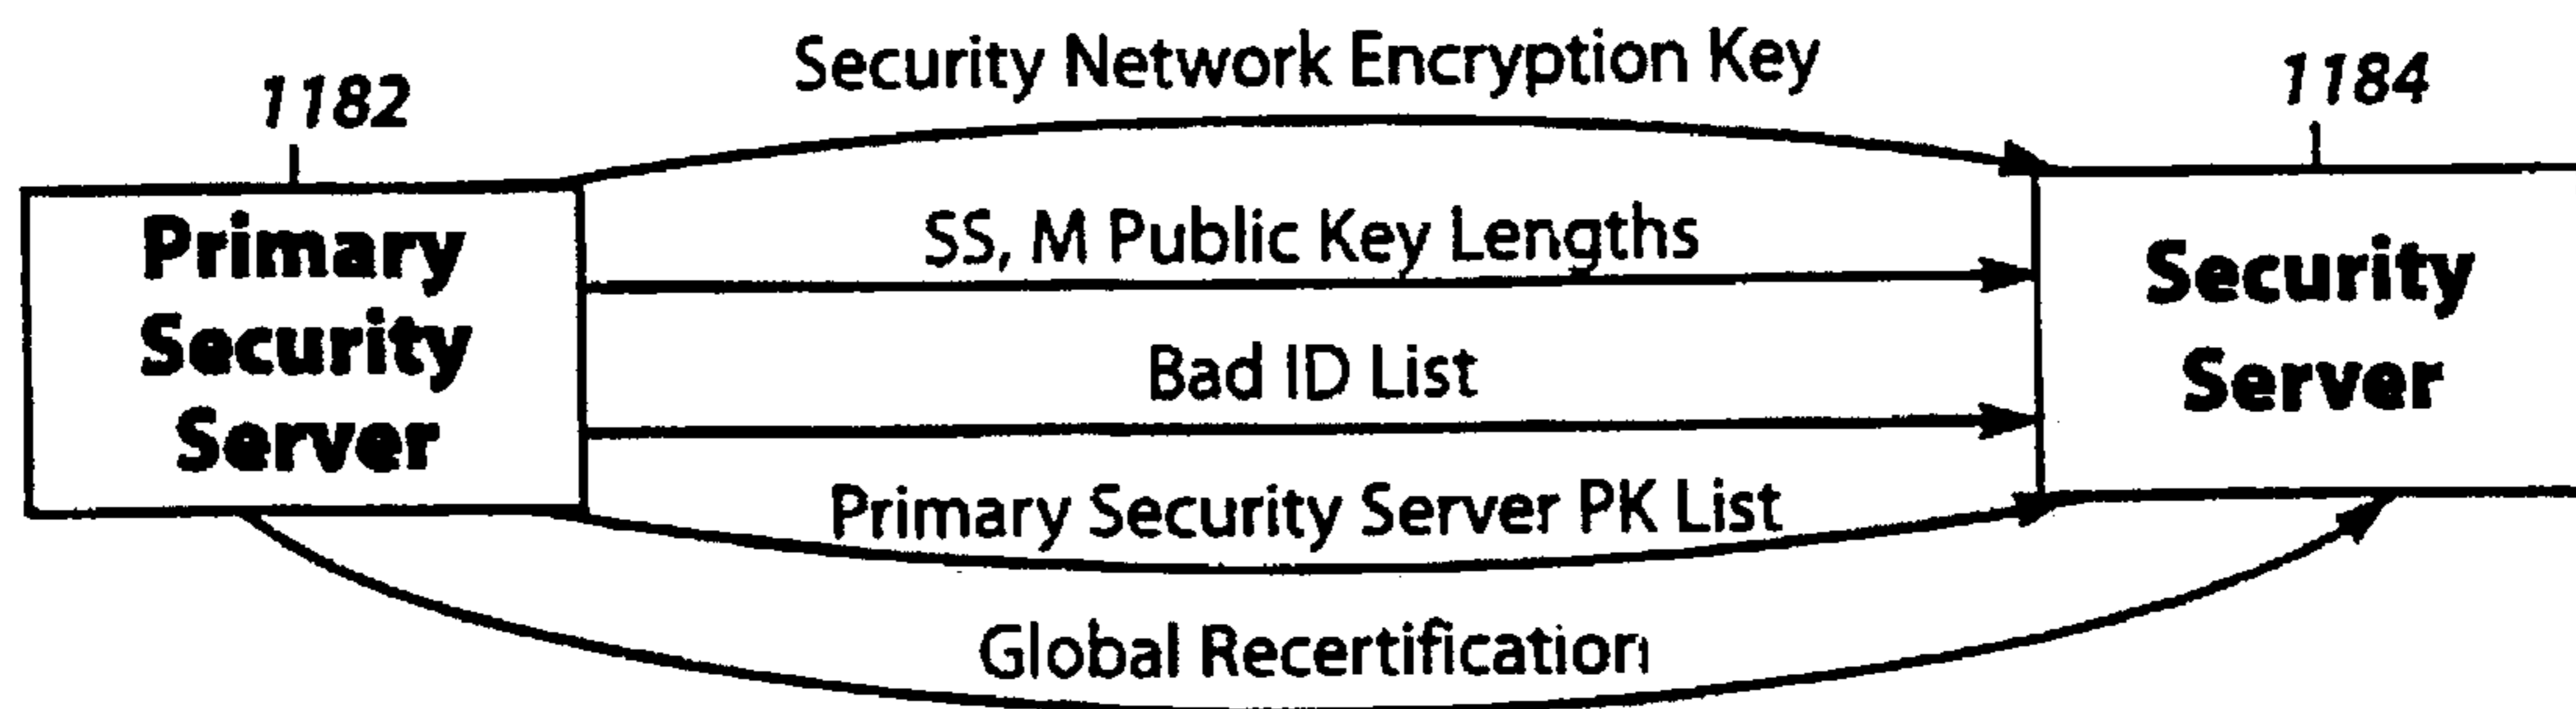 Security Network Encryption Key
1182
1184
SS, M Public Key Lengths
Primary
Security
Server
Security
Server
Bad ID List
Primary Security Server PK List
Global Recertification